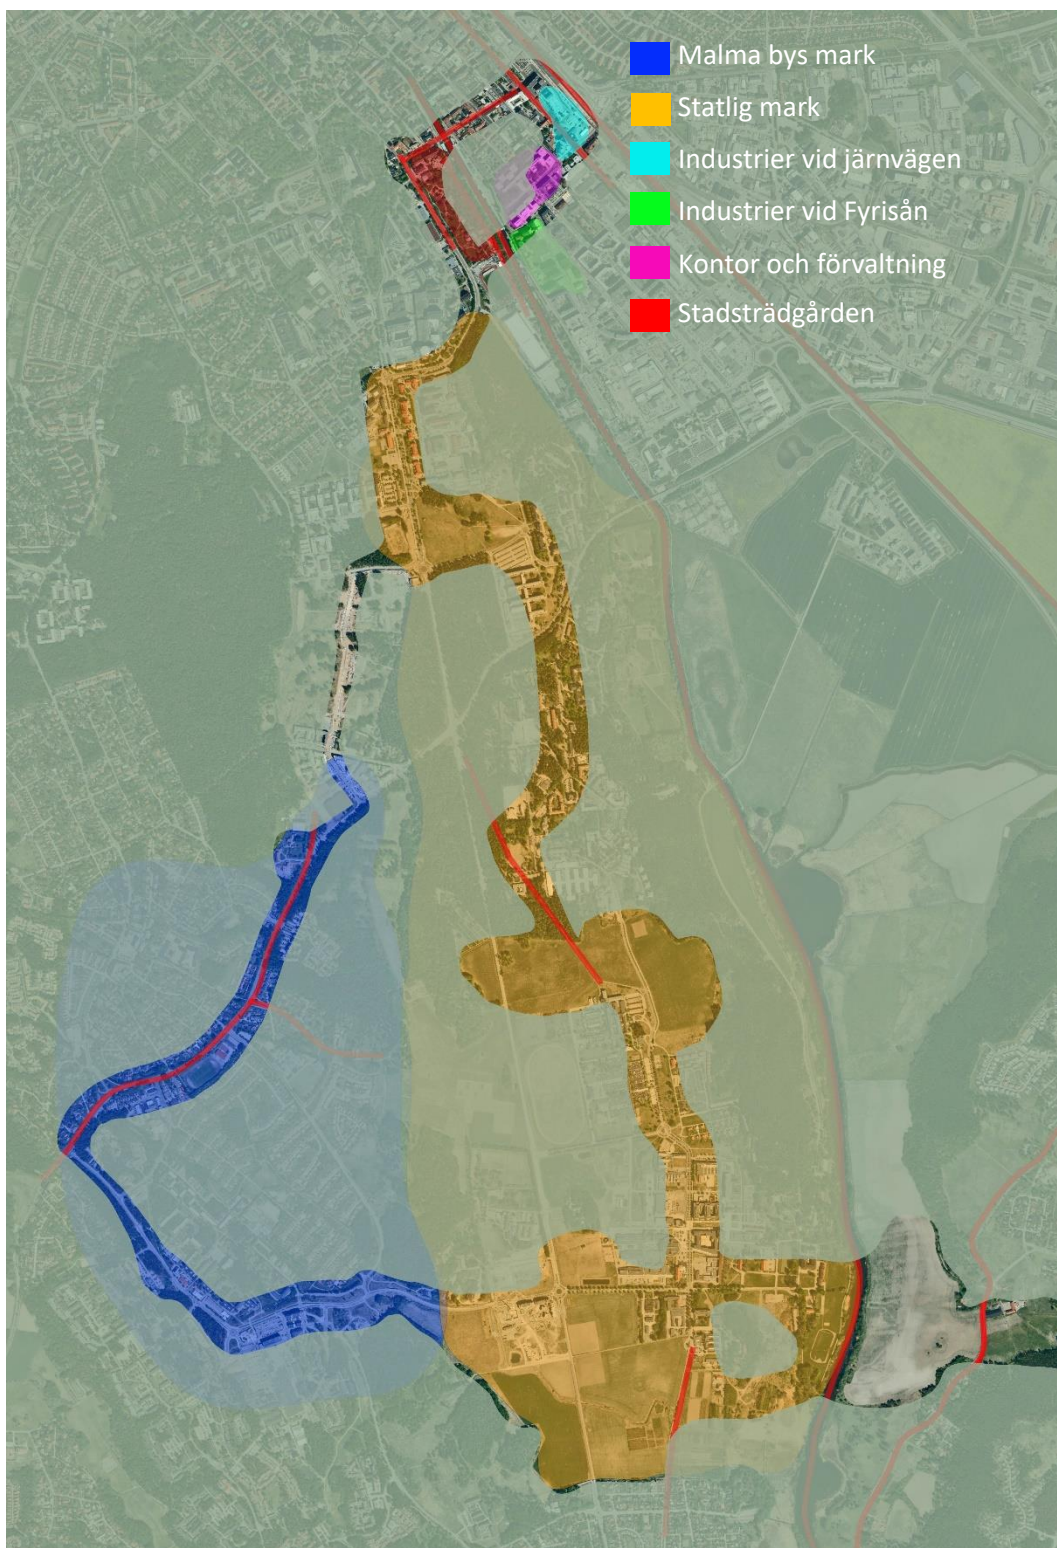 Malma bys mark
Statlig mark
Industrier vid järnvägen
Industrier vid Fyrisån
Kontor och förvaltning
Stadsträdgården